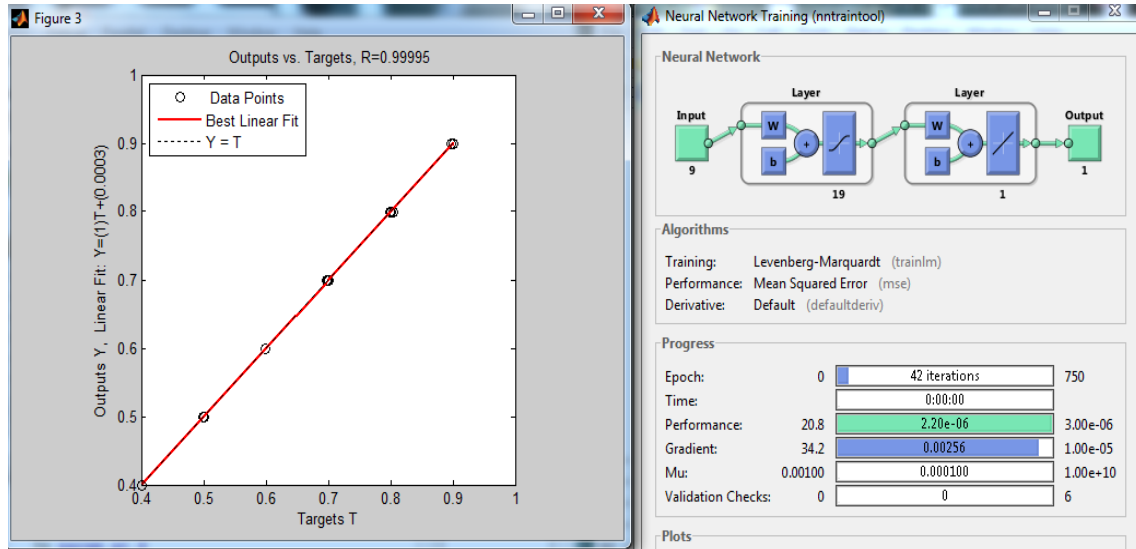 Figure 3
Outputs vs. Targets, R=0.99995
Data Points
Best Linear Fit
Y = T
Outputs Y, Linear Fit: Y=(1)T+(0.0003)
1
0.9
0.8
0.7
0.6
0.5
0.4
0.4 0.5 0.6 0.7 0.8 0.9 1
Targets T
Neural Network Training (nntraintool)
Neural Network
Layer Layer
Input Output
W W
+ +
b b
9 1
19 1
Algorithms
Training: Levenberg-Marquardt (trainlm)
Performance: Mean Squared Error (mse)
Derivative: Default (defaultderiv)
Progress
Epoch: 0 42 iterations 750
Time: 0:00:00
Performance: 20.8 2.20e-06 3.00e-06
Gradient: 34.2 0.00256 1.00e-05
Mu: 0.00100 0.000100 1.00e+10
Validation Checks: 0 0 6
Plots